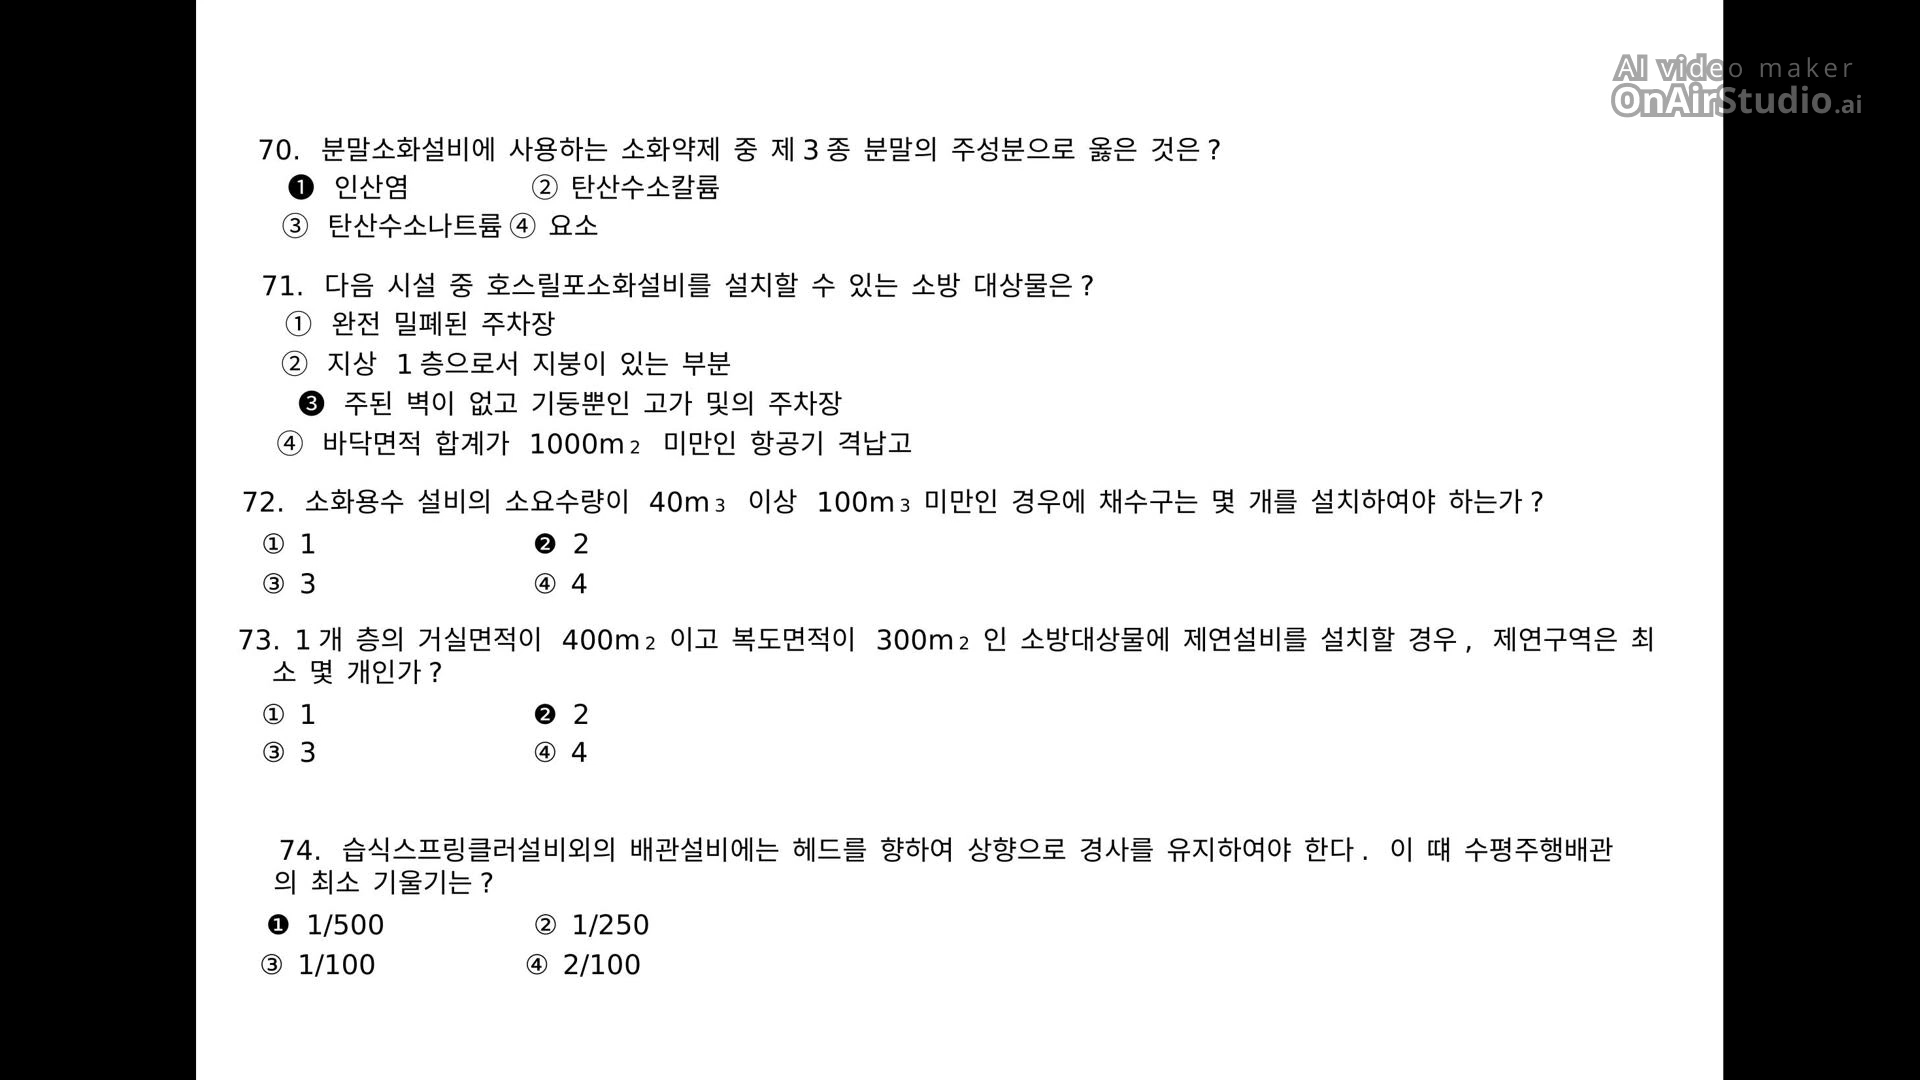 AI video maker
OnAirStudio.ai
70. 분말소화설비에 사용하는 소화약제 중 제3종 분말의 주성분으로 옳은 것은?
❶ 인산염 ② 탄산수소칼륨
③ 탄산수소나트륨 ④ 요소
71. 다음 시설 중 호스릴포소화설비를 설치할 수 있는 소방 대상물은?
① 완전 밀폐된 주차장
② 지상 1층으로서 지붕이 있는 부분
❸ 주된 벽이 없고 기둥뿐인 고가 및의 주차장
④ 바닥면적 합계가 1000m2 미만인 항공기 격납고
72. 소화용수 설비의 소요수량이 40m3 이상 100m3 미만인 경우에 채수구는 몇 개를 설치하여야 하는가?
① 1 ❷ 2
③ 3 ④ 4
73. 1개 층의 거실면적이 400m2 이고 복도면적이 300m2 인 소방대상물에 제연설비를 설치할 경우, 제연구역은 최
소 몇 개인가?
① 1 ❷ 2
③ 3 ④ 4
74. 습식스프링클러설비외의 배관설비에는 헤드를 향하여 상향으로 경사를 유지하여야 한다. 이 떄 수평주행배관
의 최소 기울기는?
❶ 1/500 ② 1/250
③ 1/100 ④ 2/100